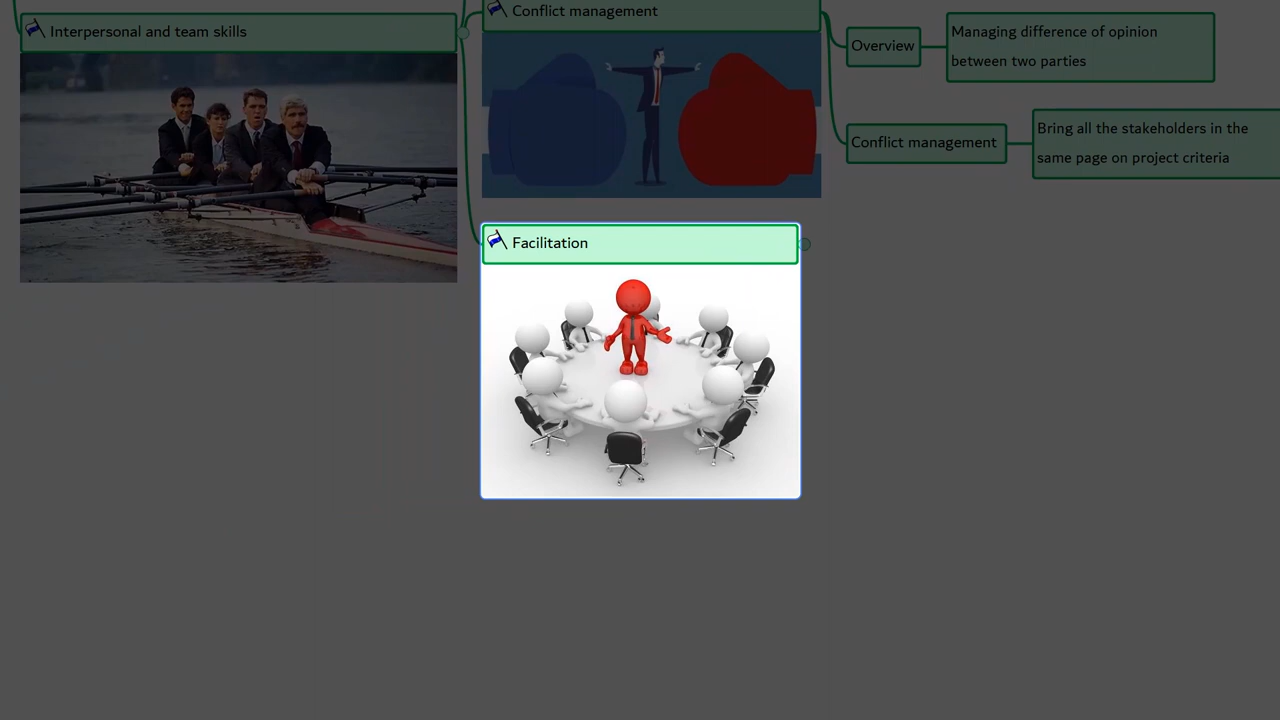 Interpersonal and team skills
Conflict management
Overview
Managing difference of opinion
between two parties
Conflict management
Bring all the stakeholders in the
same page on project criteria
Facilitation